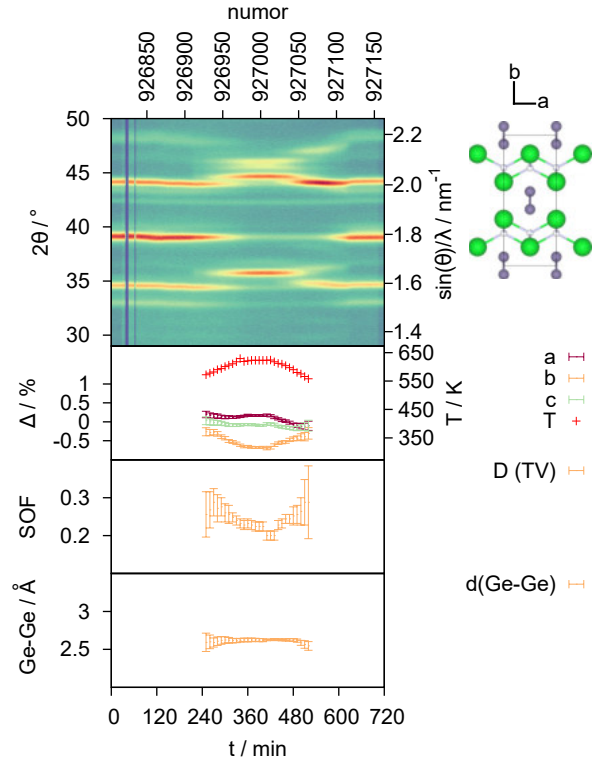 numor
926850 926900 926950 927000 927050 927100 927150
50
45
40
35
30
2θ / °
2.2
2.0
1.8
1.6
1.4
sin(θ)/λ / nm⁻¹
b
a
1
0.5
0
-0.5
Δ / %
650
550
450
350
T / K
a
b
c
T
0.3
0.2
SOF
D (TV)
3
2.5
Ge-Ge / Å
d(Ge-Ge)
0 120 240 360 480 600 720
t / min